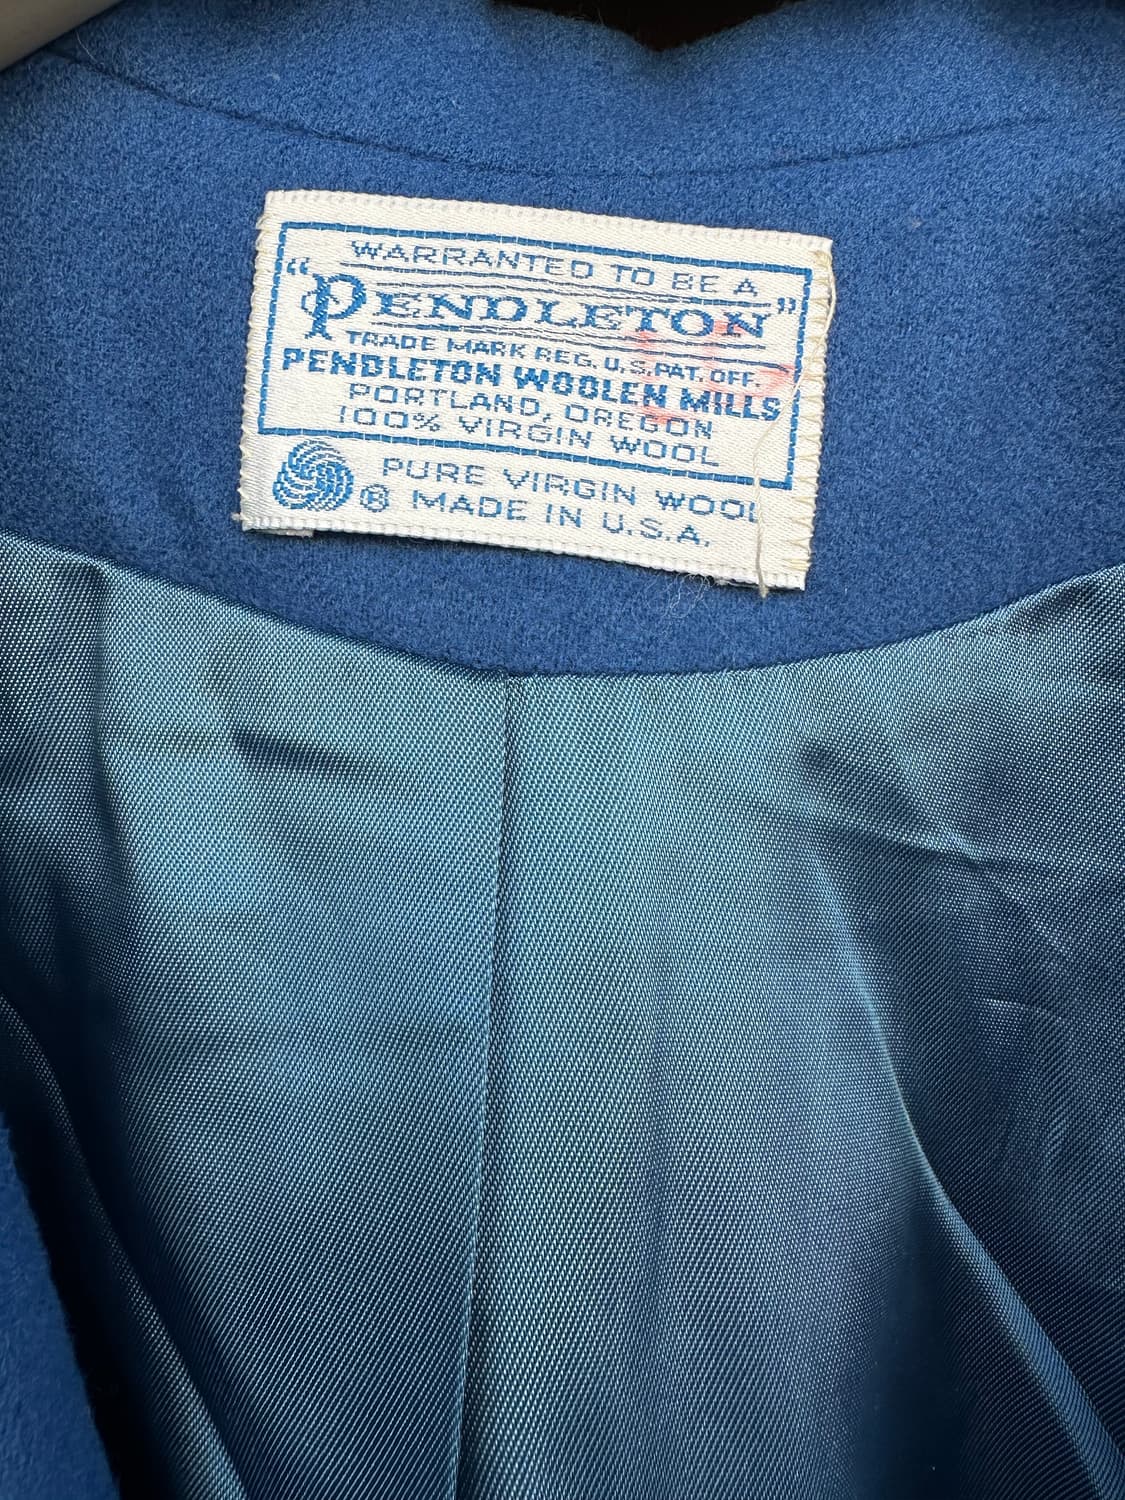 WARRANTED TO BE A
"PENDLETON"
TRADE MARK REG. U.S. PAT. OFF.
PENDLETON WOOLEN MILLS
PORTLAND, OREGON
100% VIRGIN WOOL
PURE VIRGIN WOOL
® MADE IN U.S.A.